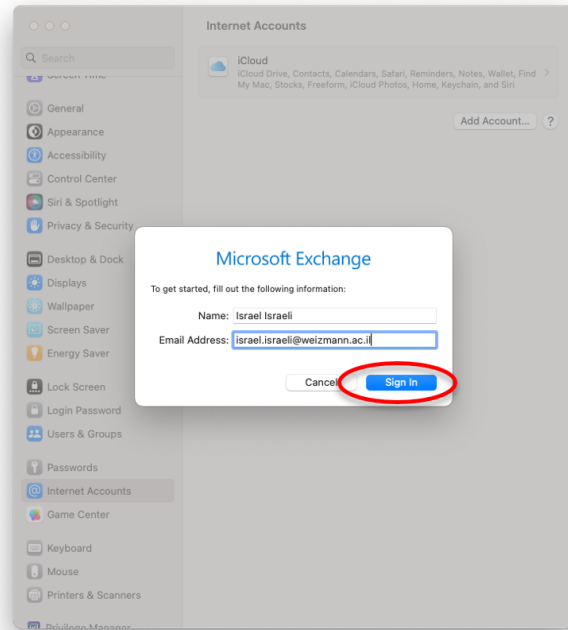 Internet Accounts
Search
iCloud
iCloud Drive, Contacts, Calendars, Safari, Reminders, Notes, Wallet, Find
My Mac, Stocks, Freeform, iCloud Photos, Home, Keychain, and Siri
Add Account...
?
Screen Time
General
Appearance
Accessibility
Control Center
Siri & Spotlight
Privacy & Security
Desktop & Dock
Displays
Wallpaper
Screen Saver
Energy Saver
Lock Screen
Login Password
Users & Groups
Passwords
Internet Accounts
Game Center
Keyboard
Mouse
Printers & Scanners
Privilege Manager
Microsoft Exchange
To get started, fill out the following information:
Name: Israel Israeli
Email Address: israel.israeli@weizmann.ac.il
Cancel
Sign In